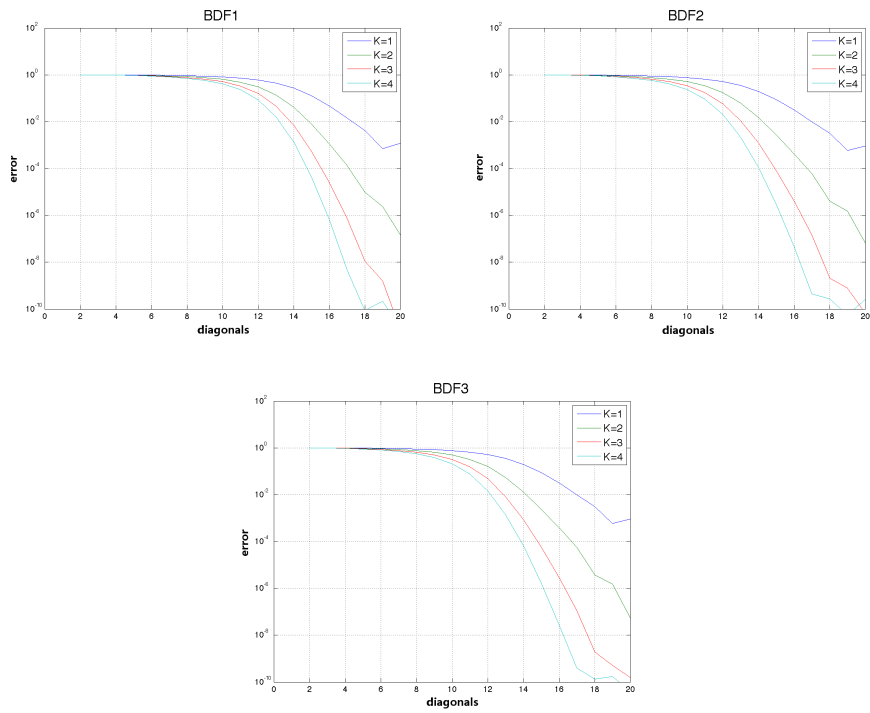 BDF1
10^2
10^0
10^-2
10^-4
10^-6
10^-8
10^-10
error
0 2 4 6 8 10 12 14 16 18 20
diagonals
K=1
K=2
K=3
K=4
BDF2
10^2
10^0
10^-2
10^-4
10^-6
10^-8
10^-10
error
0 2 4 6 8 10 12 14 16 18 20
diagonals
K=1
K=2
K=3
K=4
BDF3
10^2
10^0
10^-2
10^-4
10^-6
10^-8
10^-10
error
0 2 4 6 8 10 12 14 16 18 20
diagonals
K=1
K=2
K=3
K=4